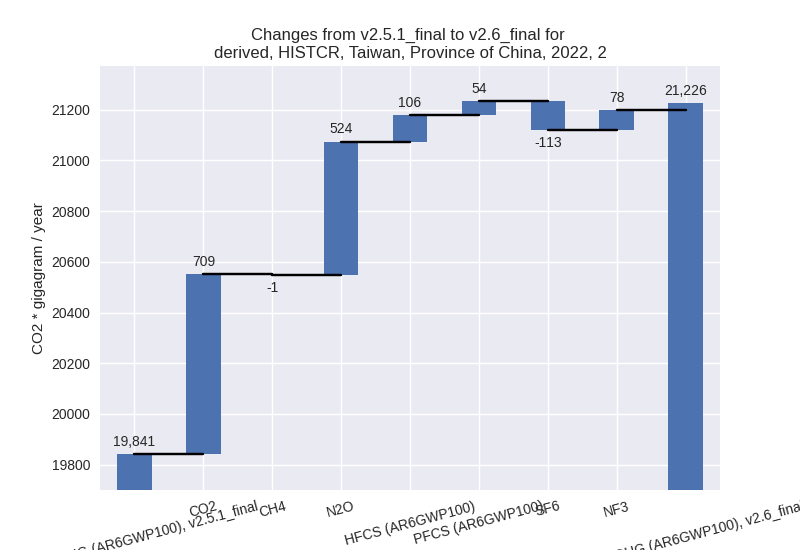 Changes from v2.5.1_final to v2.6_final for
derived, HISTCR, Taiwan, Province of China, 2022, 2
CO2 * gigagram / year
21200
21000
20800
20600
20400
20200
20000
19800
19,841
709
-1
524
106
54
-113
78
21,226
(AR6GWP100), v2.5.1_final
CO2
CH4
N2O
HFCS (AR6GWP100)
PFCS (AR6GWP100)
SF6
NF3
(AR6GWP100), v2.6_final